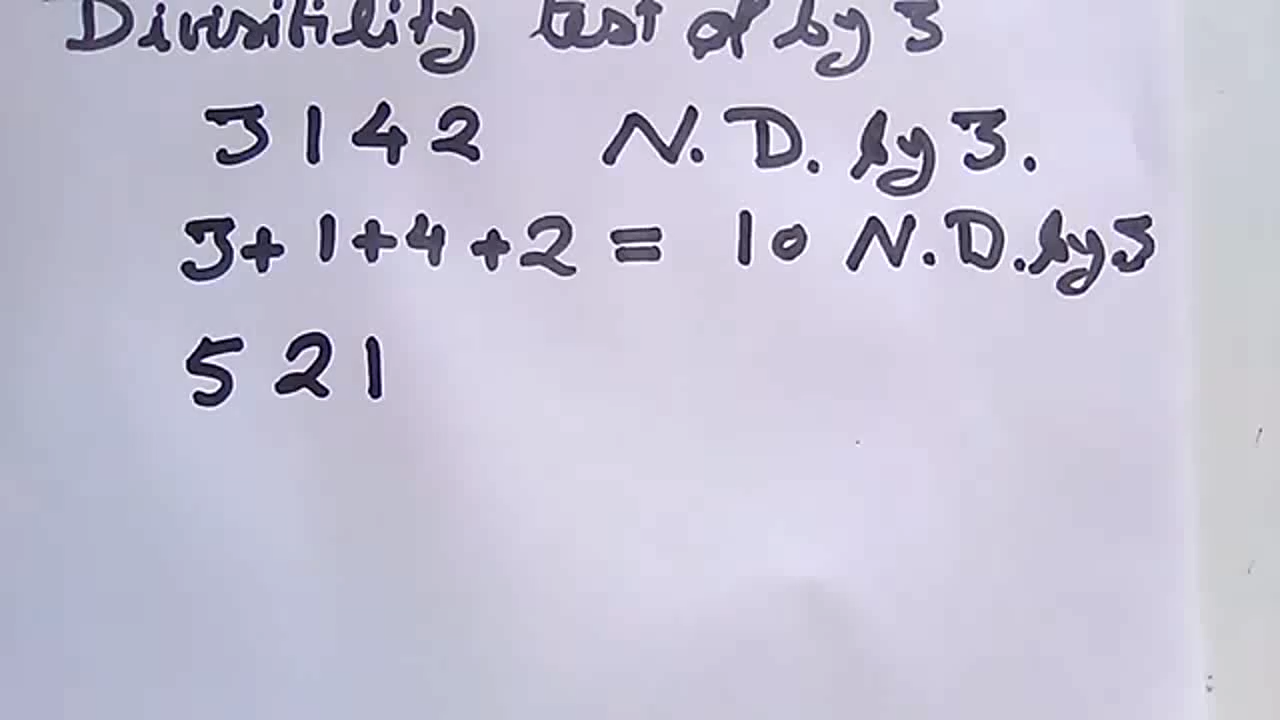 Divisibility test of by 3
3142 N.D. by 3.
3+1+4+2 = 10 N.D. by 3
521